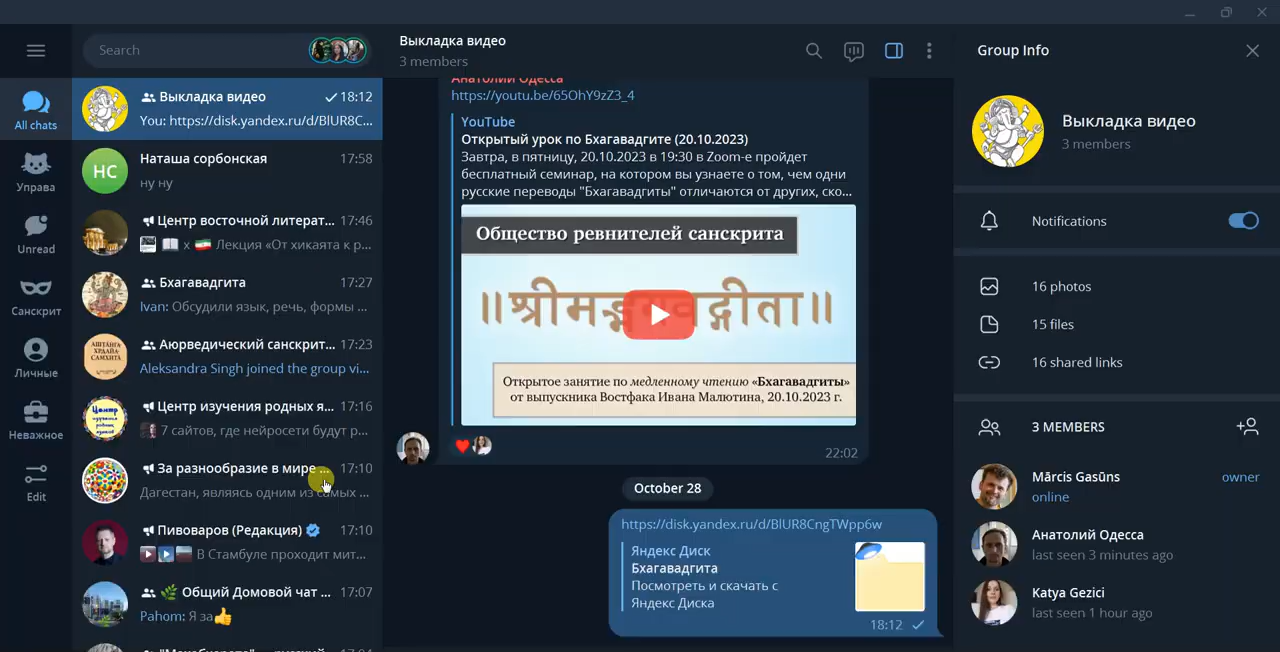 Search
All chats
Управа
Unread
Санскрит
Личные
Неважное
Edit
Выкладка видео 18:12
You: https://disk.yandex.ru/d/BlUR8C...
НС
Наташа сорбонская 17:58
ну ну
Центр восточной литерат... 17:46
x Лекция «От хикаята к р...
Бхагавадгита 17:27
Ivan: Обсудили язык, речь, формы ...
АШТАНГА-
ХРДАЙА-
САМХИТА
Аюрведический санскрит... 17:23
Aleksandra Singh joined the group vi...
Центр
изучения
родных
языков
Центр изучения родных я... 17:16
7 сайтов, где нейросети будут р...
За разнообразие в мире ... 17:10
Дагестан, являясь одним из самых ...
Пивоваров (Редакция) 17:10
В Стамбуле проходит мит...
Общий Домовой чат ... 17:07
Pahom: Я за
Выкладка видео
3 members
Анатолий Одесса
https://youtu.be/65OhY9zZ3_4
YouTube
Открытый урок по Бхагавадгите (20.10.2023)
Завтра, в пятницу, 20.10.2023 в 19:30 в Zoom-е пройдет
бесплатный семинар, на котором вы узнаете о том, чем одни
русские переводы "Бхагавадгиты" отличаются от других, ско...
Общество ревнителей санскрита
Открытое занятие по медленному чтению «Бхагавадгиты»
от выпускника Востфака Ивана Малютина, 20.10.2023 г.
22:02
October 28
https://disk.yandex.ru/d/BlUR8CngTWpp6w
Яндекс Диск
Бхагавадгита
Посмотреть и скачать с
Яндекс Диска
18:12
Group Info
Выкладка видео
3 members
Notifications
16 photos
15 files
16 shared links
3 MEMBERS
Mārcis Gasūns owner
online
Анатолий Одесса
last seen 3 minutes ago
Katya Gezici
last seen 1 hour ago